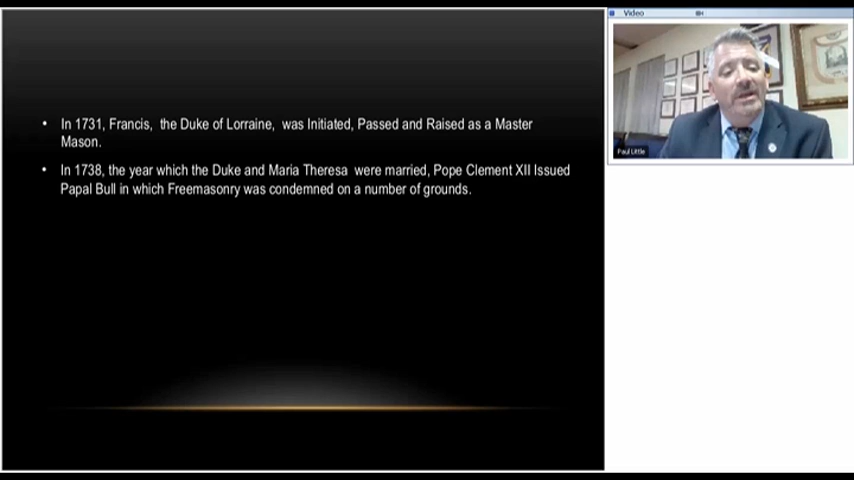 Video
• In 1731, Francis, the Duke of Lorraine, was Initiated, Passed and Raised as a Master
Mason.
• In 1738, the year which the Duke and Maria Theresa were married, Pope Clement XII Issued
Papal Bull in which Freemasonry was condemned on a number of grounds.
Paul Little